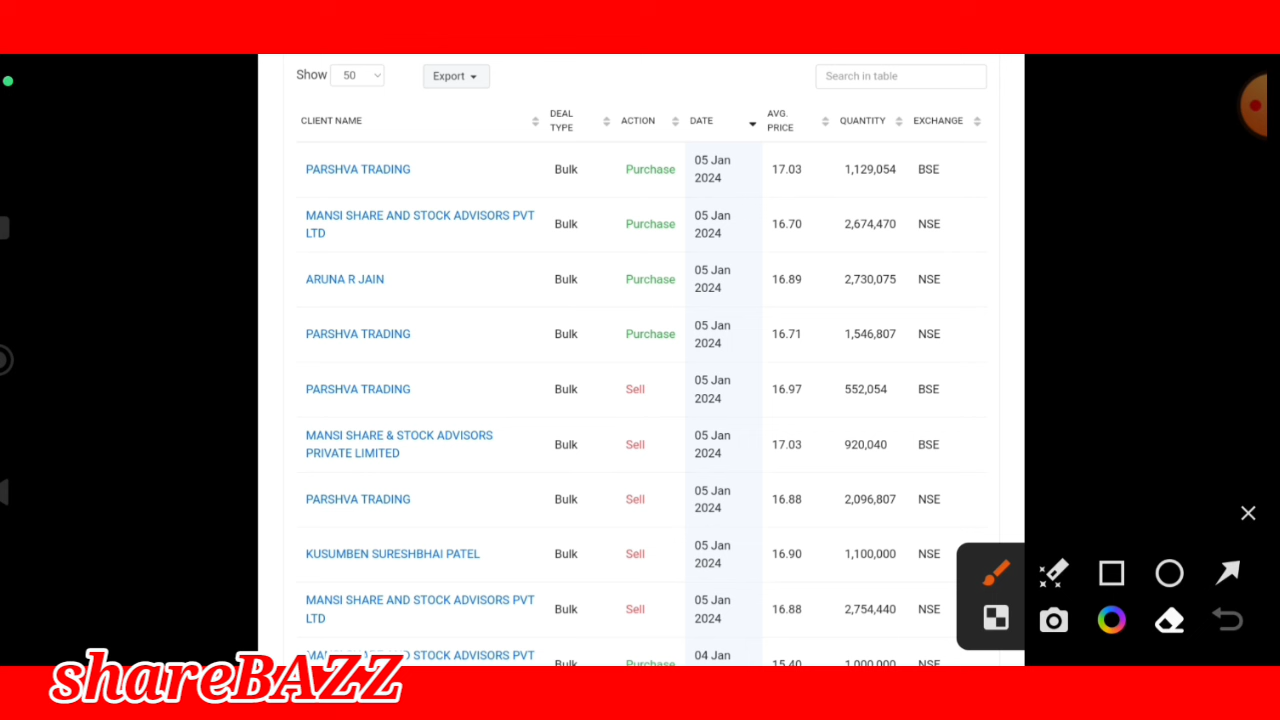 Show 50 Export Search in table
CLIENT NAME DEAL TYPE ACTION DATE AVG. PRICE QUANTITY EXCHANGE
PARSHVA TRADING Bulk Purchase 05 Jan 2024 17.03 1,129,054 BSE
MANSI SHARE AND STOCK ADVISORS PVT LTD Bulk Purchase 05 Jan 2024 16.70 2,674,470 NSE
ARUNA R JAIN Bulk Purchase 05 Jan 2024 16.89 2,730,075 NSE
PARSHVA TRADING Bulk Purchase 05 Jan 2024 16.71 1,546,807 NSE
PARSHVA TRADING Bulk Sell 05 Jan 2024 16.97 552,054 BSE
MANSI SHARE & STOCK ADVISORS PRIVATE LIMITED Bulk Sell 05 Jan 2024 17.03 920,040 BSE
PARSHVA TRADING Bulk Sell 05 Jan 2024 16.88 2,096,807 NSE
KUSUMBEN SURESHBHAI PATEL Bulk Sell 05 Jan 2024 16.90 1,100,000 NSE
MANSI SHARE AND STOCK ADVISORS PVT LTD Bulk Sell 05 Jan 2024 16.88 2,754,440 NSE
STOCK ADVISORS PVT Bulk Purchase 04 Jan 15.40 1,000,000 NSE
shareBAZZ